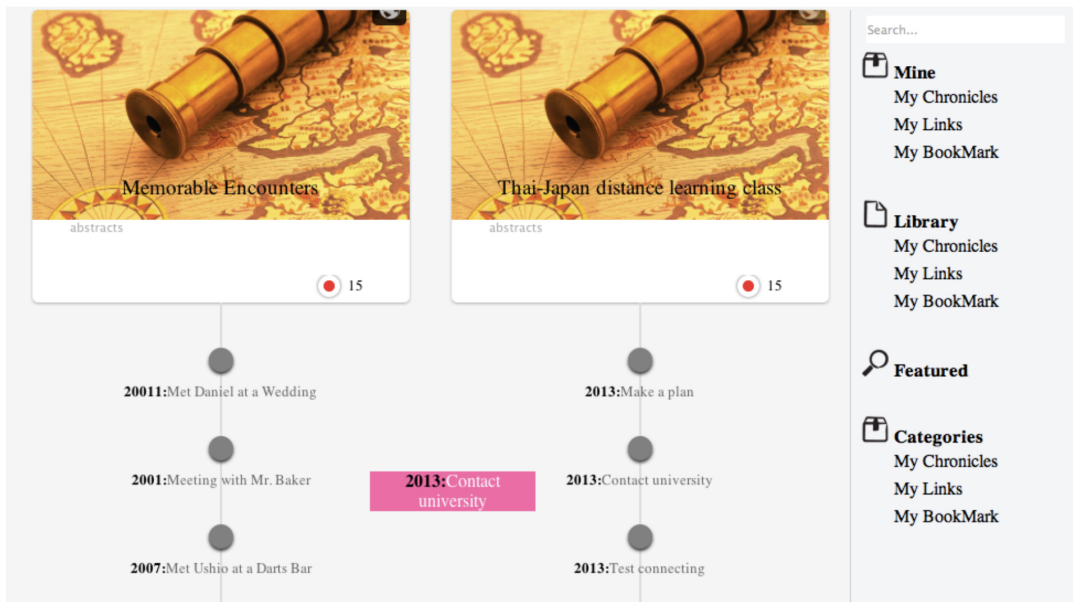 Memorable Encounters
abstracts
15
20011:Met Daniel at a Wedding
2001:Meeting with Mr. Baker
2007:Met Ushio at a Darts Bar
2013:Contact
university
Thai-Japan distance learning class
abstracts
15
2013:Make a plan
2013:Contact university
2013:Test connecting
Search...
Mine
My Chronicles
My Links
My BookMark
Library
My Chronicles
My Links
My BookMark
Featured
Categories
My Chronicles
My Links
My BookMark